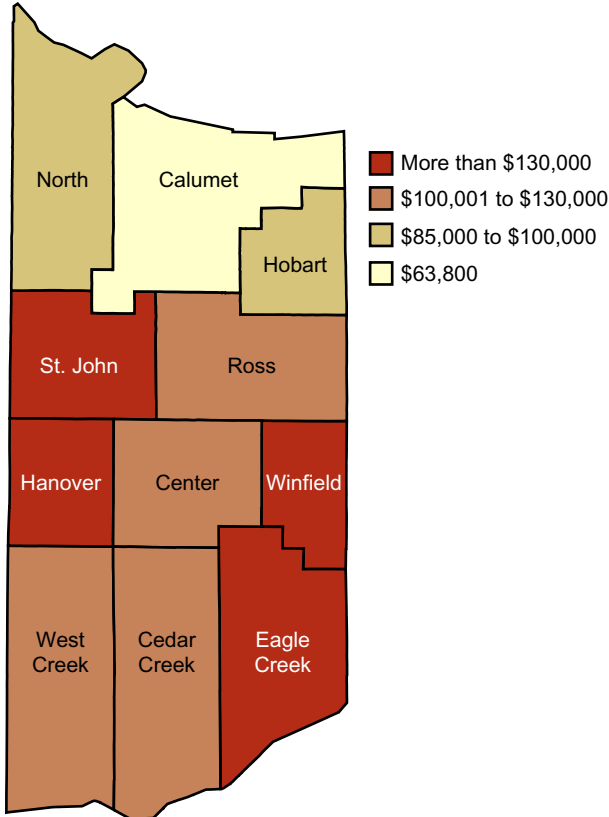 North
Calumet
Hobart
St. John
Ross
Hanover
Center
Winfield
West
Creek
Cedar
Creek
Eagle
Creek
More than $130,000
$100,001 to $130,000
$85,000 to $100,000
$63,800